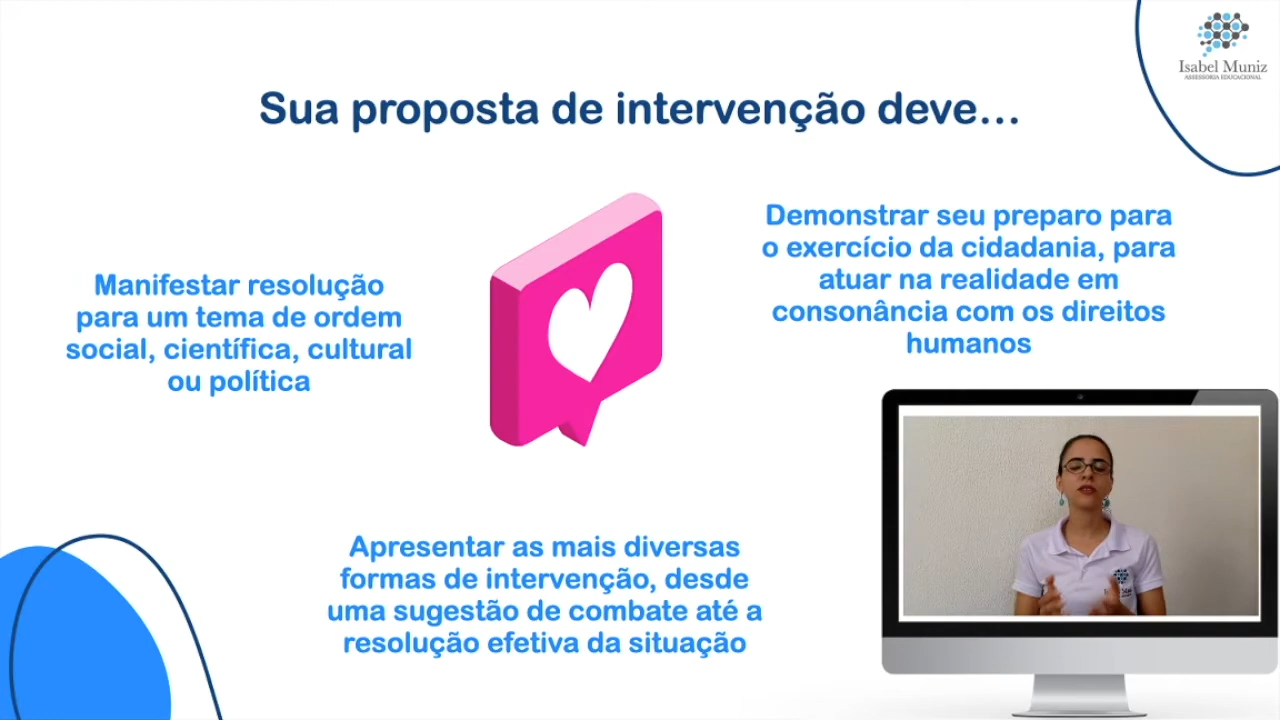 Isabel Muniz
ASSESSORIA EDUCACIONAL
Sua proposta de intervenção deve...
Manifestar resolução
para um tema de ordem
social, científica, cultural
ou política
Demonstrar seu preparo para
o exercício da cidadania, para
atuar na realidade em
consonância com os direitos
humanos
Apresentar as mais diversas
formas de intervenção, desde
uma sugestão de combate até a
resolução efetiva da situação